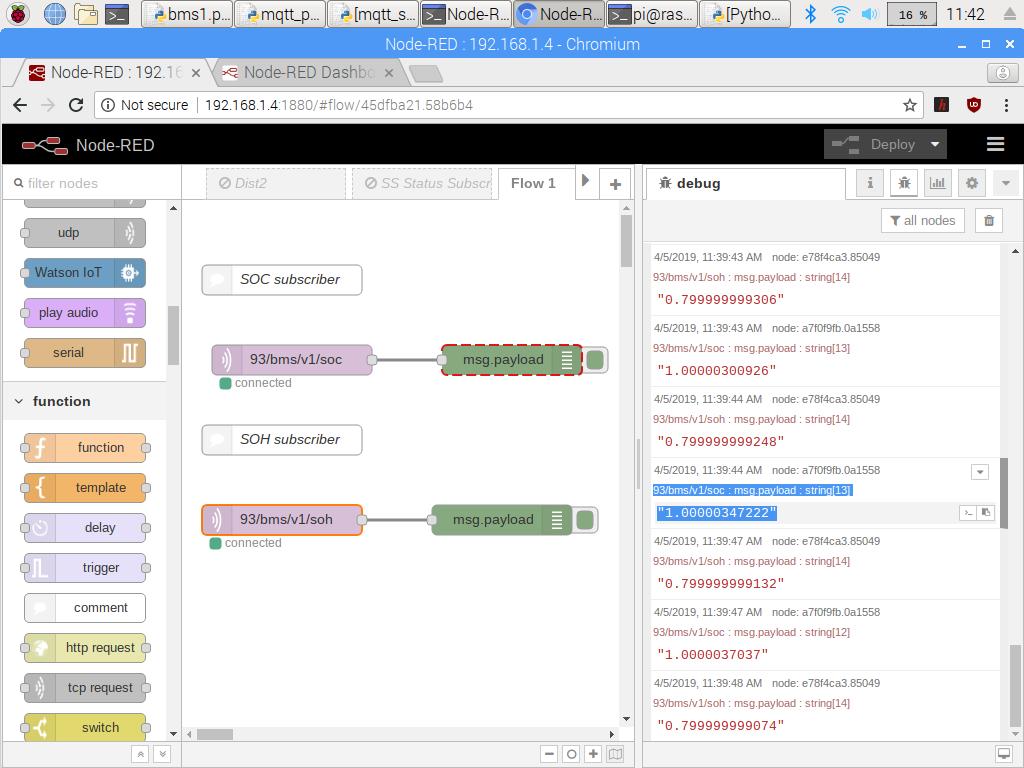 bms1.p...
mqtt_p...
[mqtt_s...
Node-R...
Node-R...
pi@ras...
[Pytho...
16 %
11:42
Node-RED : 192.168.1.4 - Chromium
Node-RED : 192.16
Node-RED Dashbo
Not secure
192.168.1.4:1880/#flow/45dfba21.58b6b4
Node-RED
Deploy
filter nodes
udp
Watson IoT
play audio
serial
function
function
template
delay
trigger
comment
http request
tcp request
switch
Dist2
SS Status Subscr
Flow 1
SOC subscriber
93/bms/v1/soc
msg.payload
connected
SOH subscriber
93/bms/v1/soh
msg.payload
connected
debug
all nodes
4/5/2019, 11:39:43 AM node: e78f4ca3.85049
93/bms/v1/soh : msg.payload : string[14]
"0.799999999306"
4/5/2019, 11:39:43 AM node: a7f0f9fb.0a1558
93/bms/v1/soc : msg.payload : string[13]
"1.00000300926"
4/5/2019, 11:39:44 AM node: e78f4ca3.85049
93/bms/v1/soh : msg.payload : string[14]
"0.799999999248"
4/5/2019, 11:39:44 AM node: a7f0f9fb.0a1558
93/bms/v1/soc : msg.payload : string[13]
"1.00000347222"
4/5/2019, 11:39:47 AM node: e78f4ca3.85049
93/bms/v1/soh : msg.payload : string[14]
"0.799999999132"
4/5/2019, 11:39:47 AM node: a7f0f9fb.0a1558
93/bms/v1/soc : msg.payload : string[12]
"1.0000037037"
4/5/2019, 11:39:48 AM node: e78f4ca3.85049
93/bms/v1/soh : msg.payload : string[14]
"0.799999999074"